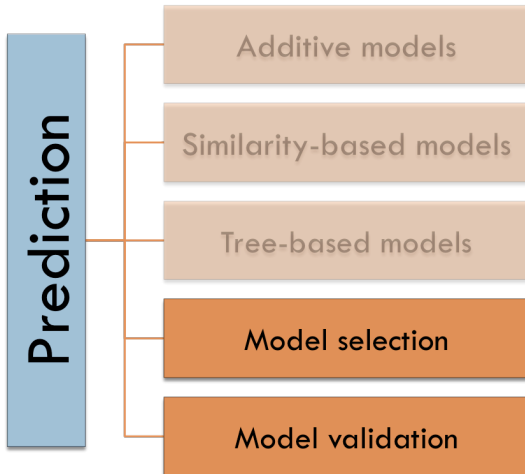 Prediction
Additive models
Similarity-based models
Tree-based models
Model selection
Model validation